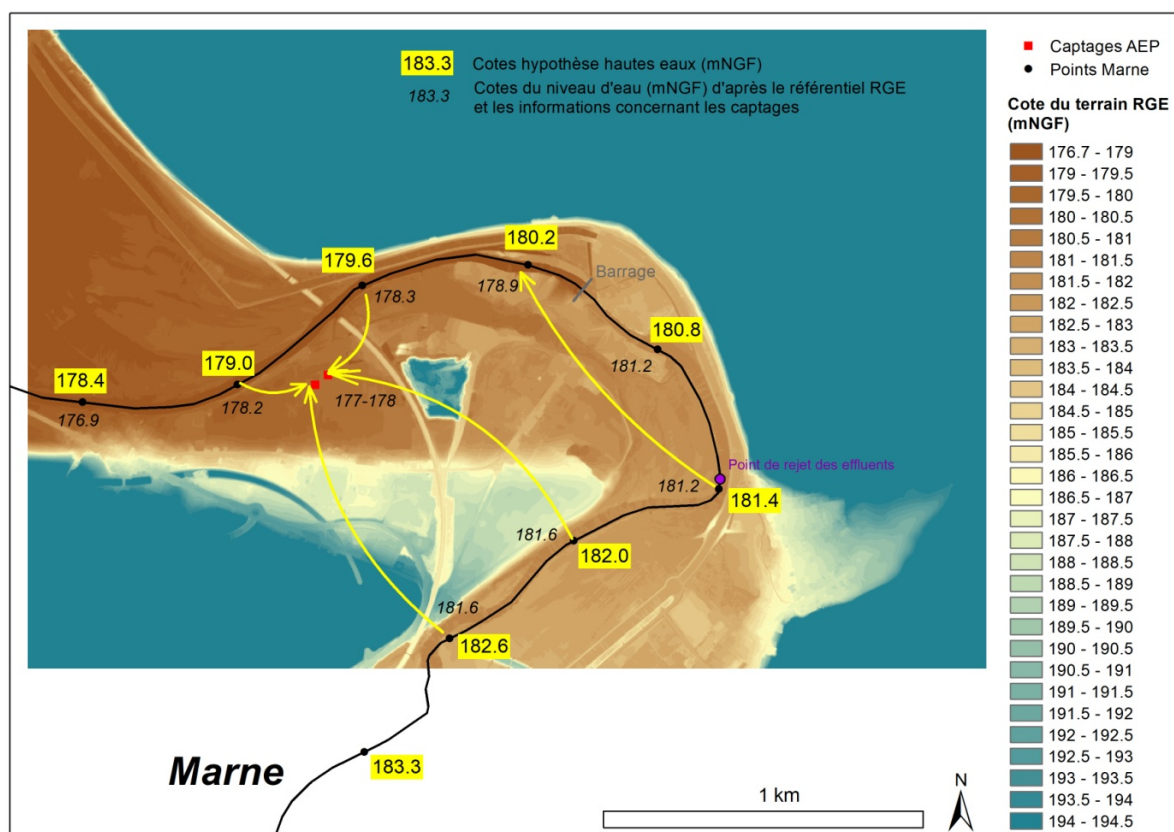 183.3 Cotes hypothèse hautes eaux (mNGF)
183.3 Cotes du niveau d'eau (mNGF) d'après le référentiel RGE
et les informations concernant les captages
180.2
179.6
178.3
178.9
Barrage
180.8
181.2
179.0
178.4
178.2
177-178
176.9
Point de rejet des effluents
181.2
181.4
181.6
182.0
181.6
182.6
183.3
Marne
1 km
N
Captages AEP
Points Marne
Cote du terrain RGE
(mNGF)
176.7 - 179
179 - 179.5
179.5 - 180
180 - 180.5
180.5 - 181
181 - 181.5
181.5 - 182
182 - 182.5
182.5 - 183
183 - 183.5
183.5 - 184
184 - 184.5
184.5 - 185
185 - 185.5
185.5 - 186
186 - 186.5
186.5 - 187
187 - 187.5
187.5 - 188
188 - 188.5
188.5 - 189
189 - 189.5
189.5 - 190
190 - 190.5
190.5 - 191
191 - 191.5
191.5 - 192
192 - 192.5
192.5 - 193
193 - 193.5
193.5 - 194
194 - 194.5